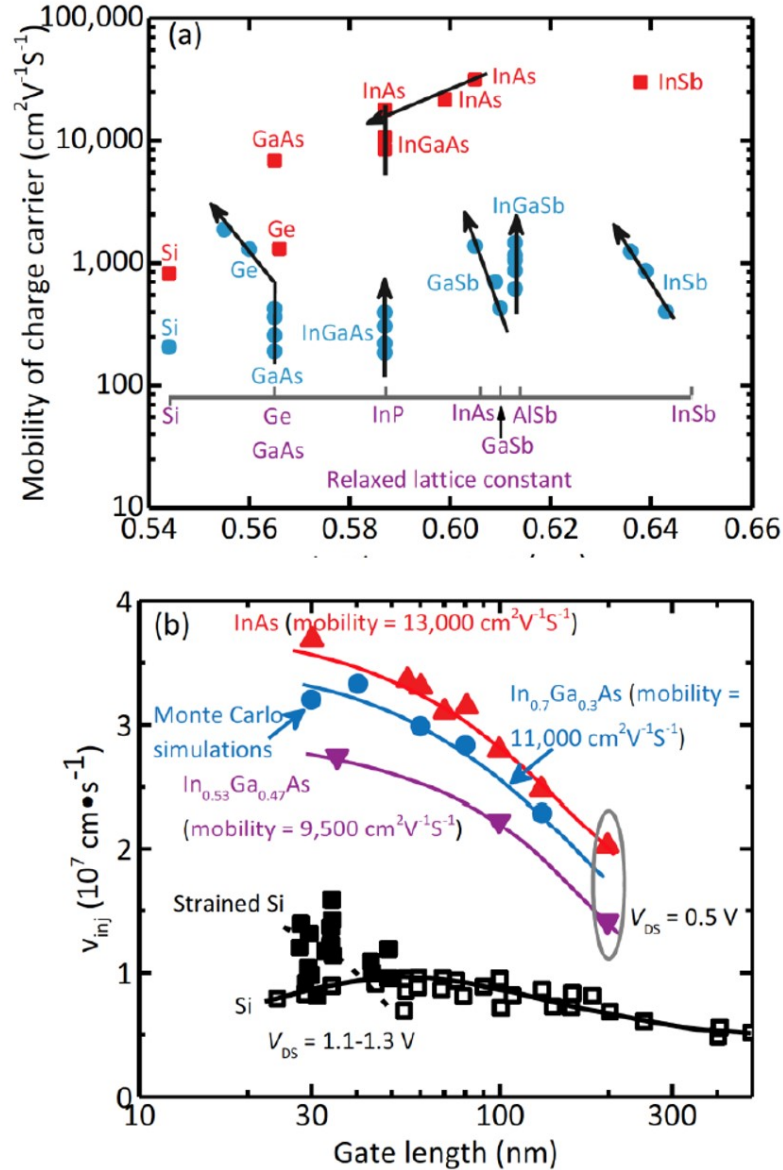 100,000
(a)
InAs
InAs
InAs
InSb
10,000
GaAs
InGaAs
InGaSb
Si
Ge
1,000
Ge
GaSb
InSb
Si
InGaAs
GaAs
100
Si
Ge
InP
InAs
AlSb
InSb
GaAs
GaSb
Relaxed lattice constant
10
0.54
0.56
0.58
0.60
0.62
0.64
0.66
Mobility of charge carrier (cm²V⁻¹S⁻¹)
4
(b)
InAs (mobility = 13,000 cm²V⁻¹S⁻¹)
In₀.₇Ga₀.₃As (mobility =
11,000 cm²V⁻¹S⁻¹)
3
Monte Carlo
simulations
In₀.₅₃Ga₀.₄₇As
(mobility = 9,500 cm²V⁻¹S⁻¹)
2
Strained Si
V_DS = 0.5 V
1
Si
V_DS = 1.1-1.3 V
0
10
30
100
300
Gate length (nm)
ν_inj (10⁷ cm•s⁻¹)